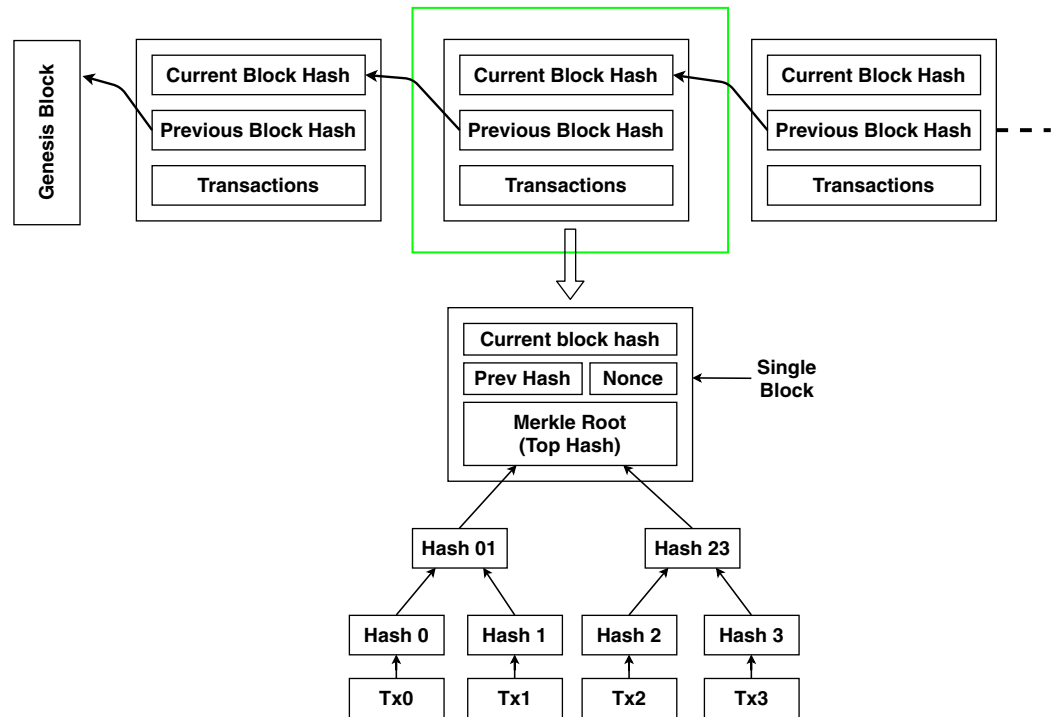 Genesis Block
Current Block Hash
Previous Block Hash
Transactions
Current Block Hash
Previous Block Hash
Transactions
Current Block Hash
Previous Block Hash
Transactions
Current block hash
Prev Hash
Nonce
Merkle Root
(Top Hash)
Single
Block
Hash 01
Hash 23
Hash 0
Hash 1
Hash 2
Hash 3
Tx0
Tx1
Tx2
Tx3